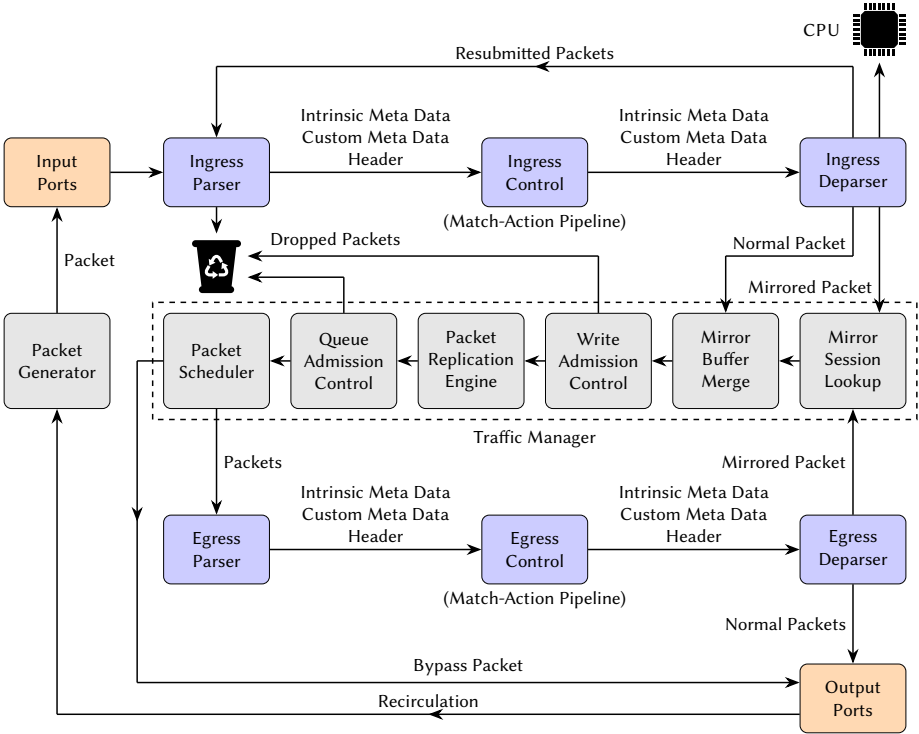 CPU
Resubmitted Packets
Intrinsic Meta Data
Custom Meta Data
Header
Intrinsic Meta Data
Custom Meta Data
Header
Input
Ports
Ingress
Parser
Ingress
Control
Ingress
Deparser
(Match-Action Pipeline)
Dropped Packets
Normal Packet
Packet
Mirrored Packet
Packet
Generator
Packet
Scheduler
Queue
Admission
Control
Packet
Replication
Engine
Write
Admission
Control
Mirror
Buffer
Merge
Mirror
Session
Lookup
Traffic Manager
Packets
Mirrored Packet
Intrinsic Meta Data
Custom Meta Data
Header
Intrinsic Meta Data
Custom Meta Data
Header
Egress
Parser
Egress
Control
Egress
Deparser
(Match-Action Pipeline)
Normal Packets
Bypass Packet
Output
Ports
Recirculation